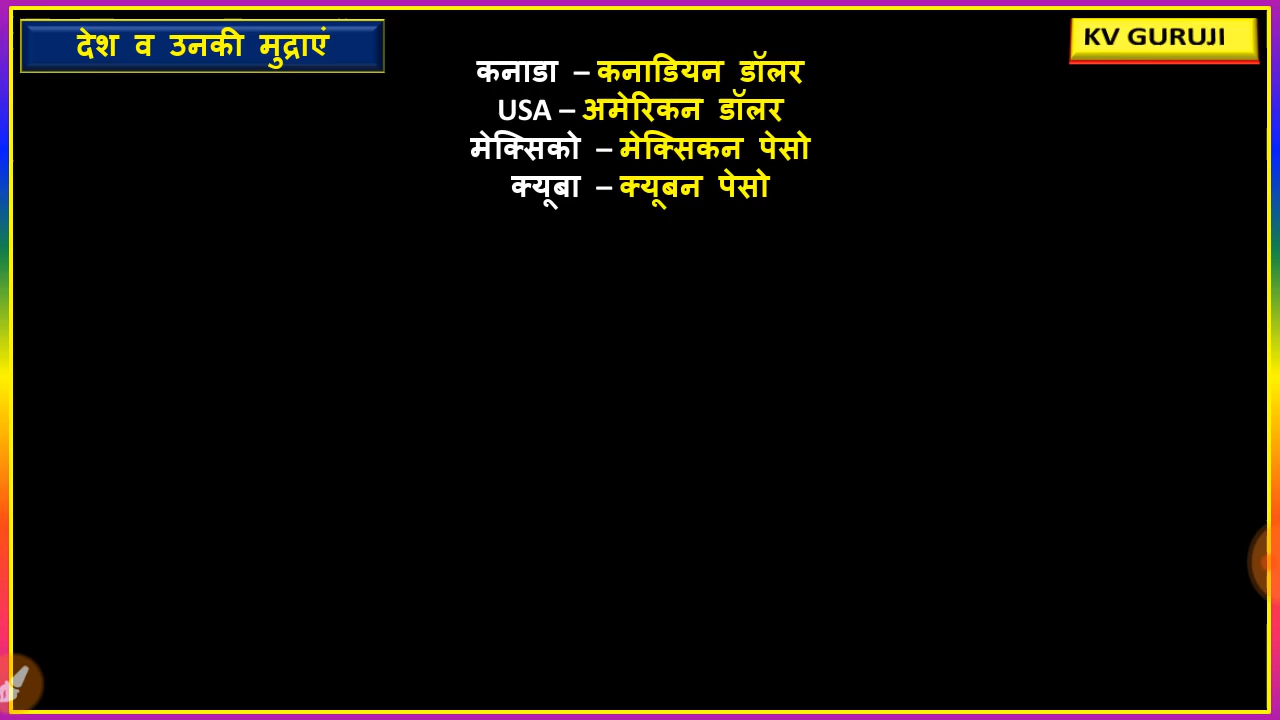 देश व उनकी मुद्राएं
KV GURUJI
कनाडा – कनाडियन डॉलर
USA – अमेरिकन डॉलर
मेक्सिको – मेक्सिकन पेसो
क्यूबा – क्यूबन पेसो